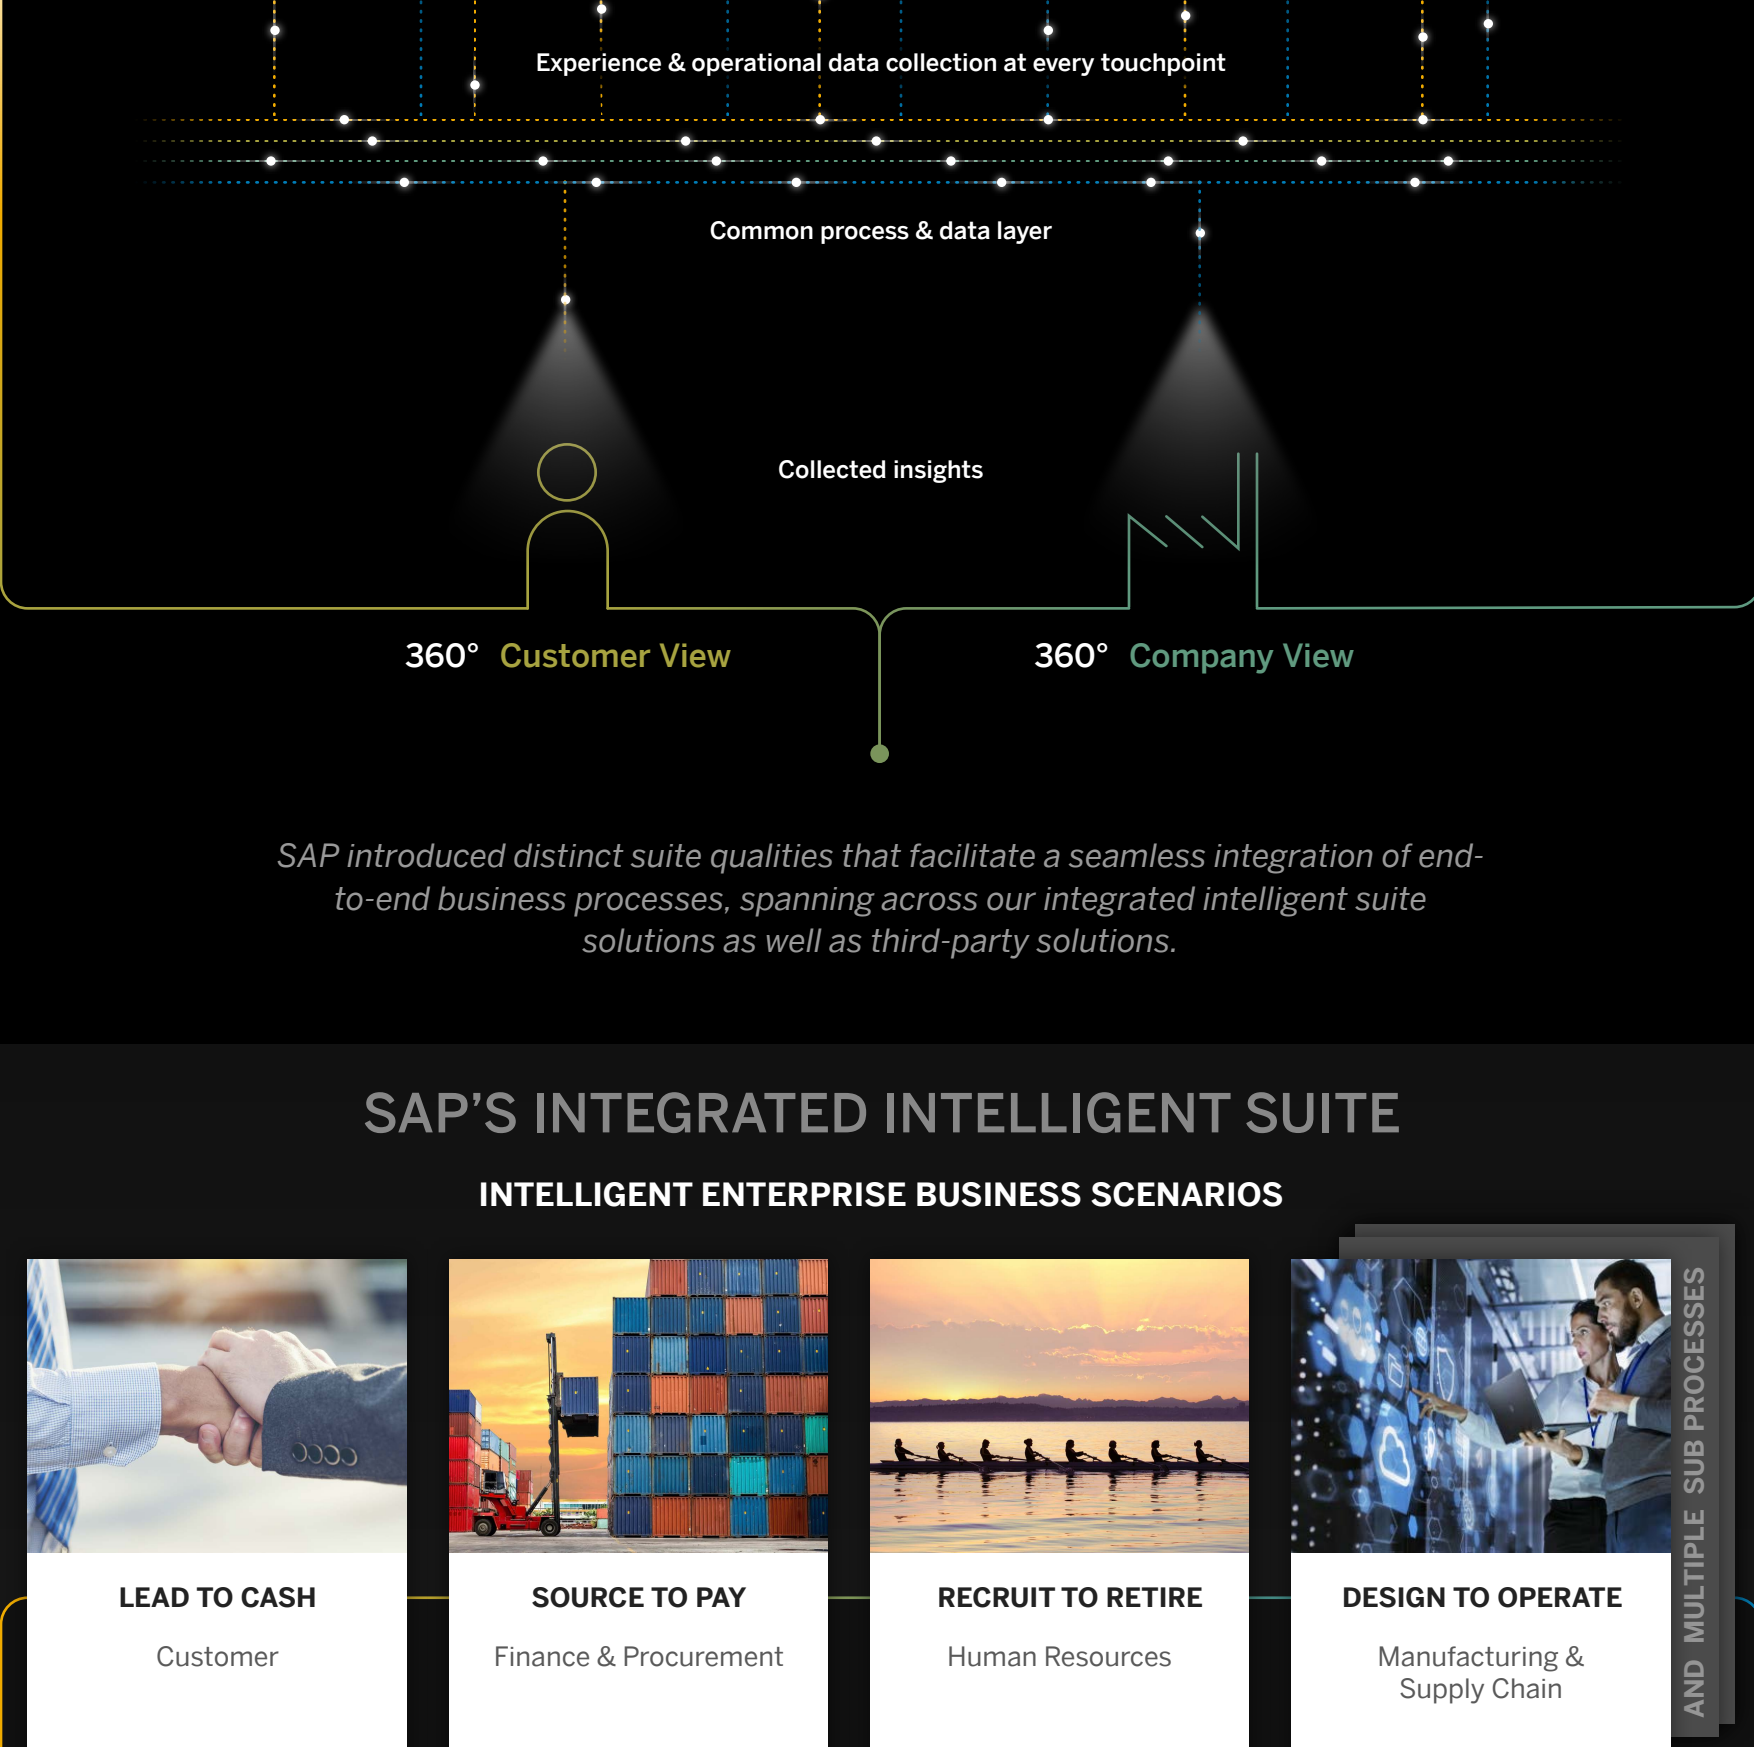 Experience & operational data collection at every touchpoint
Common process & data layer
Collected insights
360° Customer View
360° Company View
SAP introduced distinct suite qualities that facilitate a seamless integration of end-
to-end business processes, spanning across our integrated intelligent suite
solutions as well as third-party solutions.
SAP'S INTEGRATED INTELLIGENT SUITE
INTELLIGENT ENTERPRISE BUSINESS SCENARIOS
LEAD TO CASH
Customer
SOURCE TO PAY
Finance & Procurement
RECRUIT TO RETIRE
Human Resources
DESIGN TO OPERATE
Manufacturing &
Supply Chain
AND MULTIPLE SUB PROCESSES